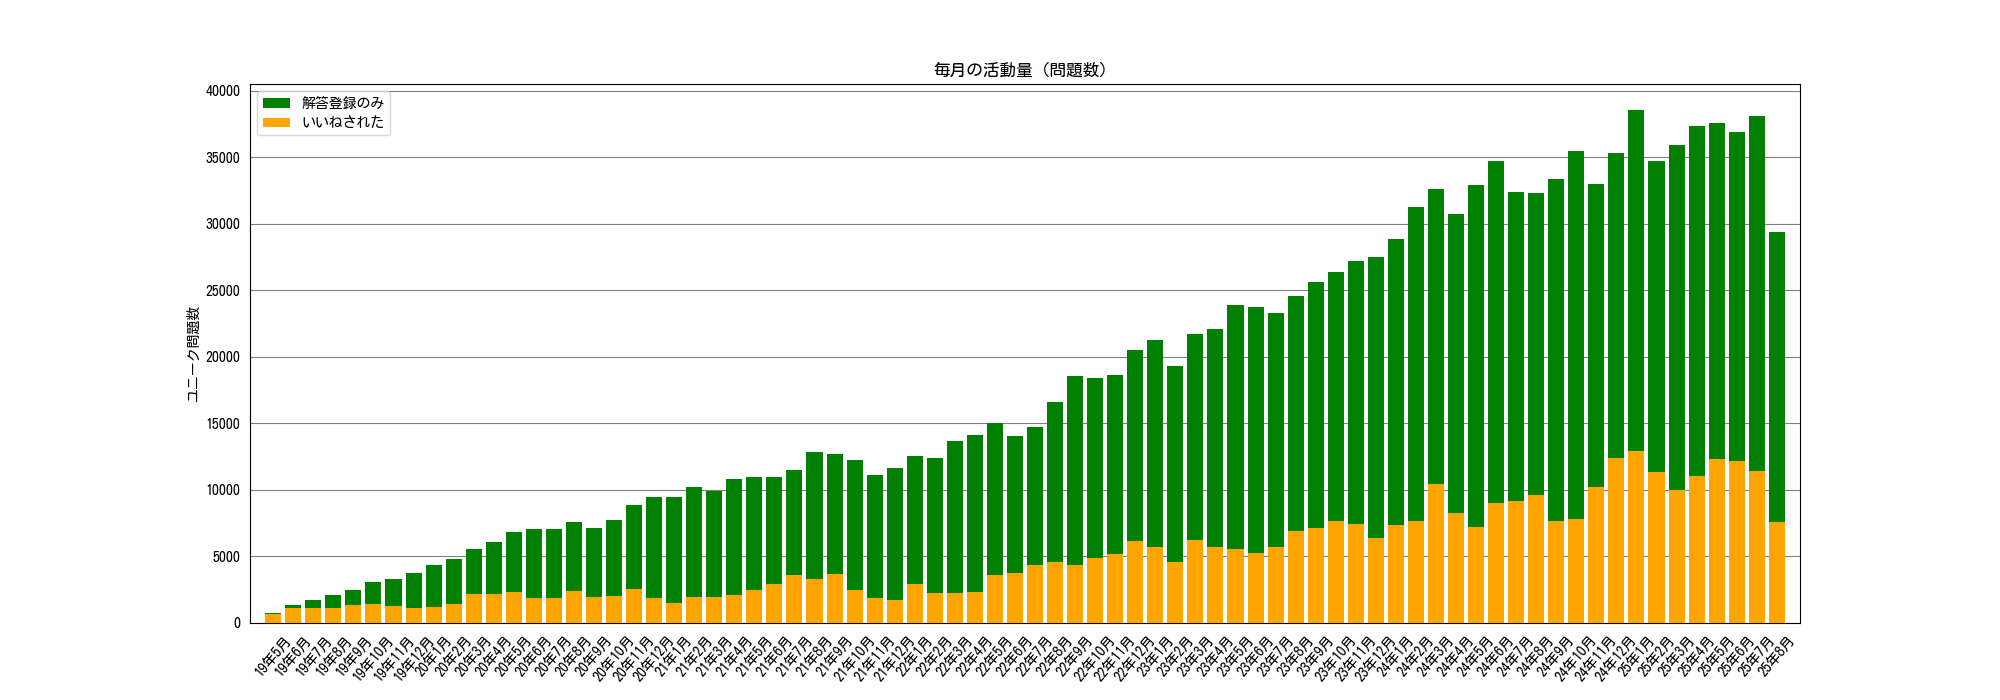 毎月の活動量（問題数）
解答登録のみ
いいねされた
ユニーク問題数
40000
35000
30000
25000
20000
15000
10000
5000
0
19年5月
19年6月
19年7月
19年8月
19年9月
19年10月
19年11月
19年12月
20年1月
20年2月
20年3月
20年4月
20年5月
20年6月
20年7月
20年8月
20年9月
20年10月
20年11月
20年12月
21年1月
21年2月
21年3月
21年4月
21年5月
21年6月
21年7月
21年8月
21年9月
21年10月
21年11月
21年12月
22年1月
22年2月
22年3月
22年4月
22年5月
22年6月
22年7月
22年8月
22年9月
22年10月
22年11月
22年12月
23年1月
23年2月
23年3月
23年4月
23年5月
23年6月
23年7月
23年8月
23年9月
23年10月
23年11月
23年12月
24年1月
24年2月
24年3月
24年4月
24年5月
24年6月
24年7月
24年8月
24年9月
24年10月
24年11月
24年12月
25年1月
25年2月
25年3月
25年4月
25年5月
25年6月
25年7月
25年8月